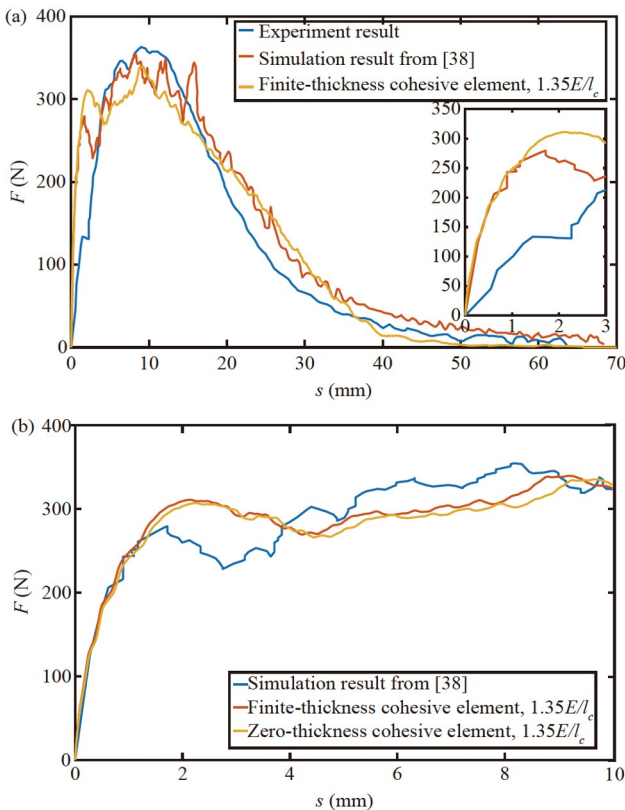 (a)
400
300
200
100
0
F (N)
Experiment result
Simulation result from [38]
Finite-thickness cohesive element, 1.35E/l_c
350
300
250
200
150
100
50
0
0 1 2 3
0 10 20 30 40 50 60 70
s (mm)
(b)
400
300
200
100
0
F (N)
Simulation result from [38]
Finite-thickness cohesive element, 1.35E/l_c
Zero-thickness cohesive element, 1.35E/l_c
0 2 4 6 8 10
s (mm)